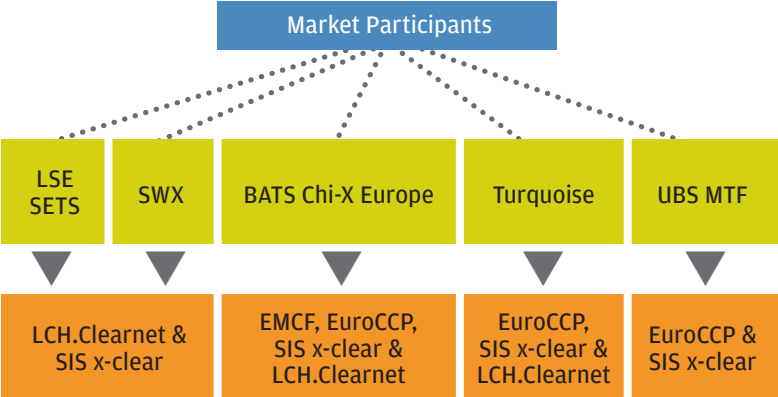 Market Participants
LSE
SETS
SWX
BATS Chi-X Europe
Turquoise
UBS MTF
LCH.Clearnet &
SIS x-clear
EMCF, EuroCCP,
SIS x-clear &
LCH.Clearnet
EuroCCP,
SIS x-clear &
LCH.Clearnet
EuroCCP &
SIS x-clear